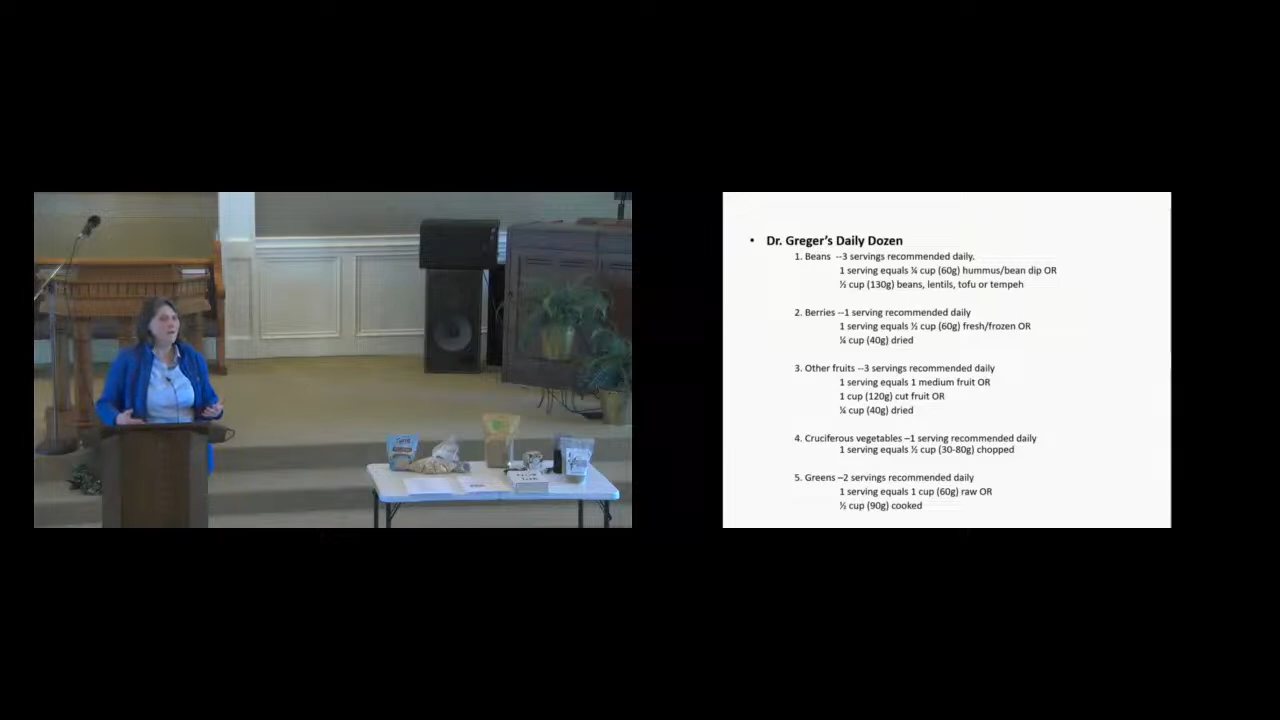 • Dr. Greger's Daily Dozen
1. Beans --3 servings recommended daily.
1 serving equals ¼ cup (60g) hummus/bean dip OR
½ cup (130g) beans, lentils, tofu or tempeh
2. Berries --1 serving recommended daily
1 serving equals ½ cup (60g) fresh/frozen OR
¼ cup (40g) dried
3. Other fruits --3 servings recommended daily
1 serving equals 1 medium fruit OR
1 cup (120g) cut fruit OR
¼ cup (40g) dried
4. Cruciferous vegetables –1 serving recommended daily
1 serving equals ½ cup (30-80g) chopped
5. Greens –2 servings recommended daily
1 serving equals 1 cup (60g) raw OR
½ cup (90g) cooked